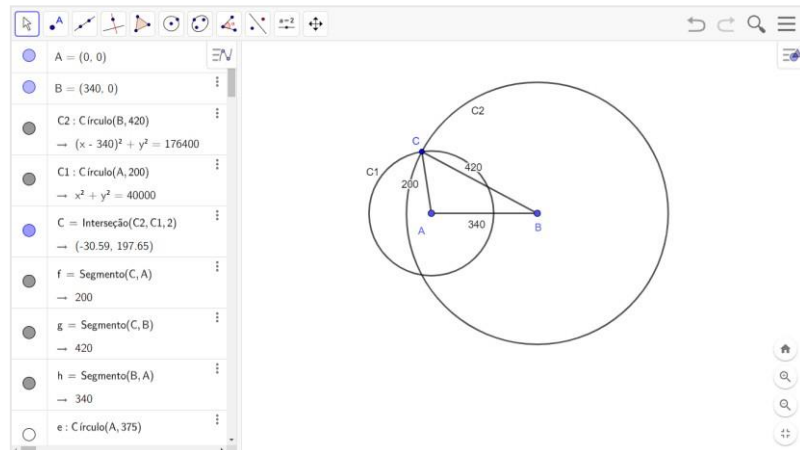 A
a=2
A = (0, 0)
B = (340, 0)
C2 : Círculo(B, 420)
→ (x - 340)² + y² = 176400
C1 : Círculo(A, 200)
→ x² + y² = 40000
C = Interseção(C2, C1, 2)
→ (-30.59, 197.65)
f = Segmento(C, A)
→ 200
g = Segmento(C, B)
→ 420
h = Segmento(B, A)
→ 340
e : Círculo(A, 375)
C2
C
C1
420
200
A
340
B